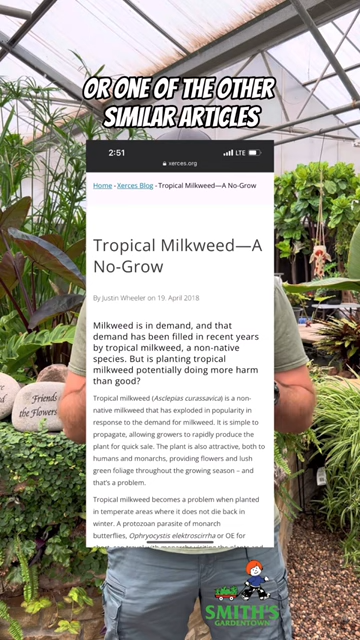 OR ONE OF THE OTHER
SIMILAR ARTICLES
2:51
LTE
xerces.org
Home - Xerces Blog - Tropical Milkweed—A No-Grow
Tropical Milkweed—A
No-Grow
By Justin Wheeler on 19. April 2018
Milkweed is in demand, and that
demand has been filled in recent years
by tropical milkweed, a non-native
species. But is planting tropical
milkweed potentially doing more harm
than good?
Tropical milkweed (Asclepias curassavica) is a non-
native milkweed that has exploded in popularity in
response to the demand for milkweed. It is simple to
propagate, allowing growers to rapidly produce the
plant for quick sale. The plant is also attractive, both to
humans and monarchs, providing flowers and lush
green foliage throughout the growing season – and
that's a problem.
Tropical milkweed becomes a problem when planted
in temperate areas where it does not die back in
winter. A protozoan parasite of monarch
butterflies, Ophryocystis elektroscirrha or OE for
Friends
the Flowers
SMITH'S
GARDENTOWN